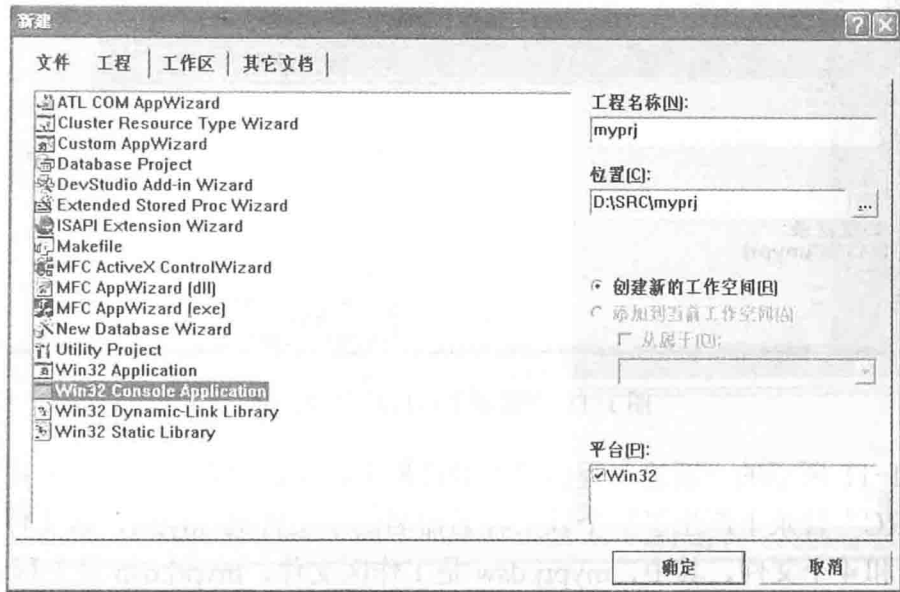 新建
文件 工程 工作区 其它文档
ATL COM AppWizard
Cluster Resource Type Wizard
Custom AppWizard
Database Project
DevStudio Add-in Wizard
Extended Stored Proc Wizard
ISAPI Extension Wizard
Makefile
MFC ActiveX ControlWizard
MFC AppWizard (dll)
MFC AppWizard (exe)
New Database Wizard
Utility Project
Win32 Application
Win32 Console Application
Win32 Dynamic-Link Library
Win32 Static Library
工程名称[N]:
myprj
位置[C]:
D:\SRC\myprj
...
创建新的工作空间[R]
添加到当前工作空间[A]
从属于[D]:
平台[P]:
Win32
确定 取消